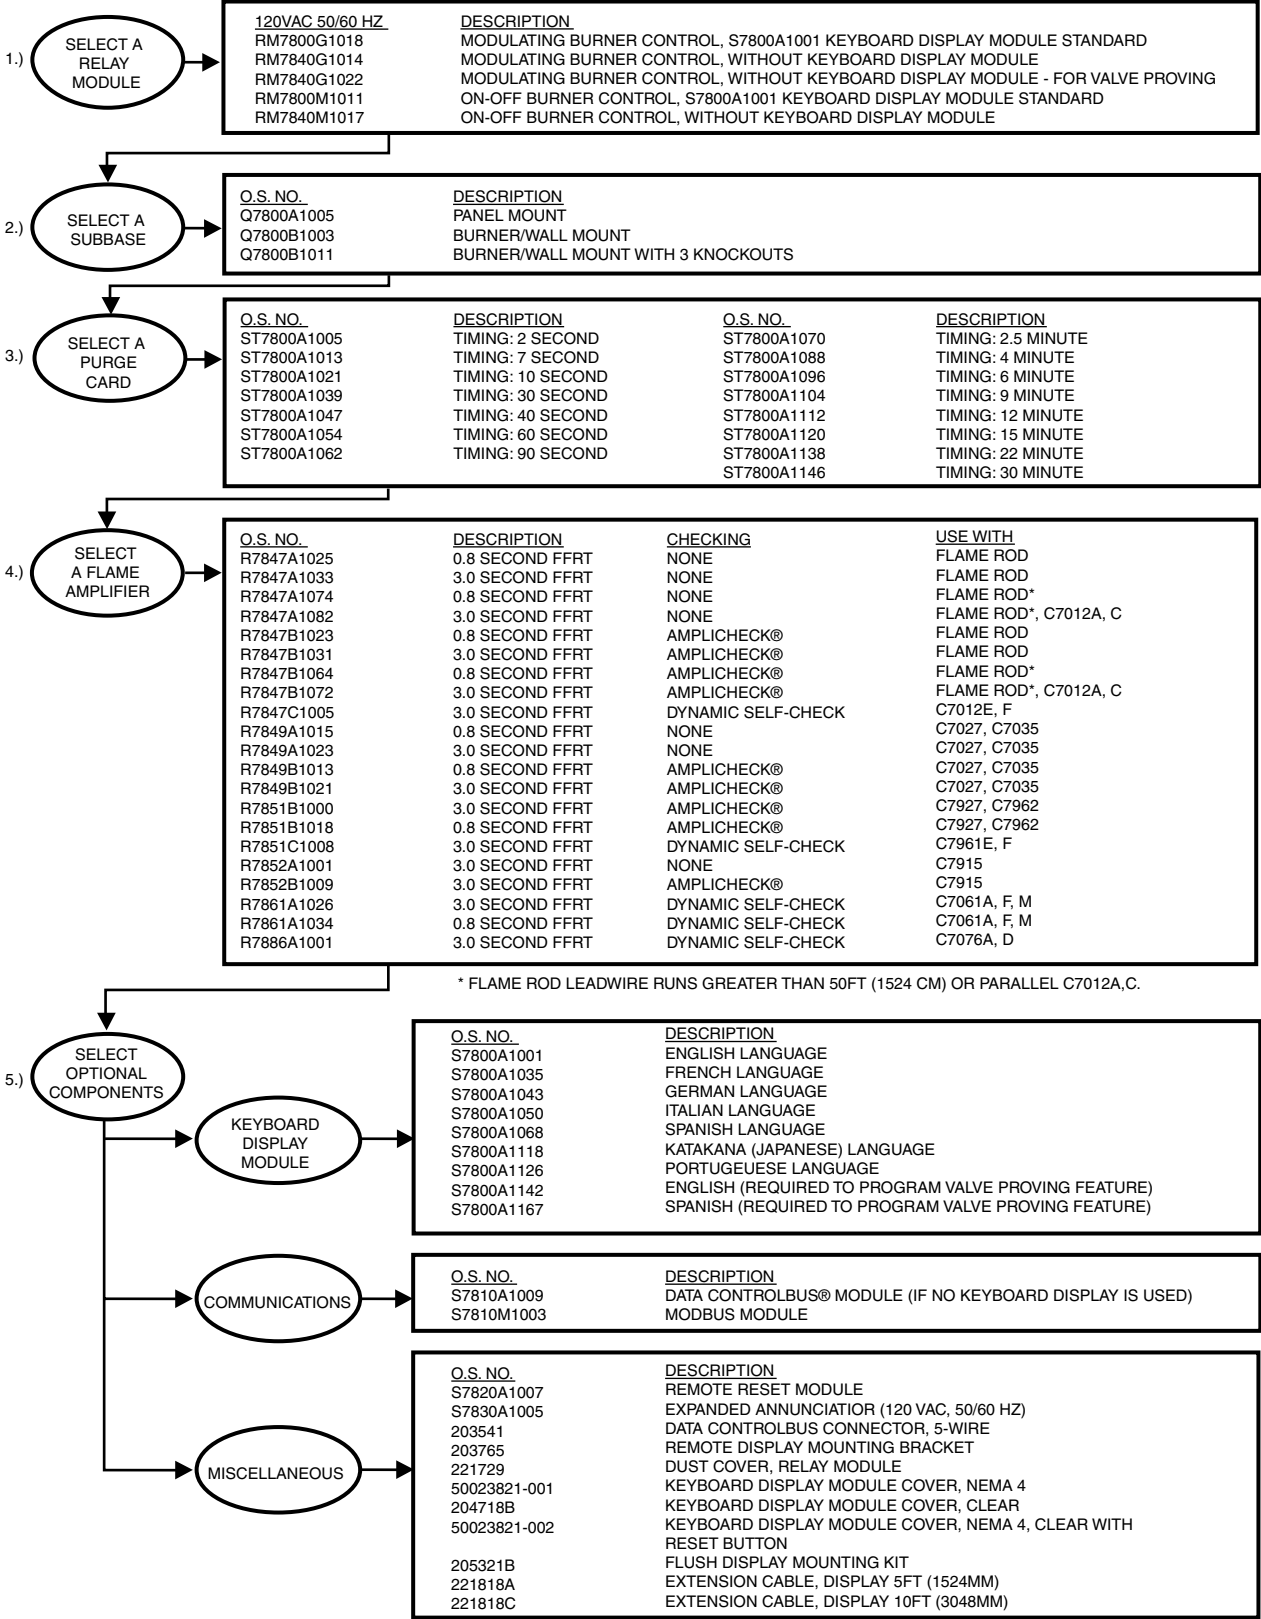 1.)
SELECT A
RELAY
MODULE
120VAC 50/60 HZ DESCRIPTION
RM7800G1018 MODULATING BURNER CONTROL, S7800A1001 KEYBOARD DISPLAY MODULE STANDARD
RM7840G1014 MODULATING BURNER CONTROL, WITHOUT KEYBOARD DISPLAY MODULE
RM7840G1022 MODULATING BURNER CONTROL, WITHOUT KEYBOARD DISPLAY MODULE - FOR VALVE PROVING
RM7800M1011 ON-OFF BURNER CONTROL, S7800A1001 KEYBOARD DISPLAY MODULE STANDARD
RM7840M1017 ON-OFF BURNER CONTROL, WITHOUT KEYBOARD DISPLAY MODULE
2.)
SELECT A
SUBBASE
O.S. NO. DESCRIPTION
Q7800A1005 PANEL MOUNT
Q7800B1003 BURNER/WALL MOUNT
Q7800B1011 BURNER/WALL MOUNT WITH 3 KNOCKOUTS
3.)
SELECT A
PURGE
CARD
O.S. NO. DESCRIPTION O.S. NO. DESCRIPTION
ST7800A1005 TIMING: 2 SECOND ST7800A1070 TIMING: 2.5 MINUTE
ST7800A1013 TIMING: 7 SECOND ST7800A1088 TIMING: 4 MINUTE
ST7800A1021 TIMING: 10 SECOND ST7800A1096 TIMING: 6 MINUTE
ST7800A1039 TIMING: 30 SECOND ST7800A1104 TIMING: 9 MINUTE
ST7800A1047 TIMING: 40 SECOND ST7800A1112 TIMING: 12 MINUTE
ST7800A1054 TIMING: 60 SECOND ST7800A1120 TIMING: 15 MINUTE
ST7800A1062 TIMING: 90 SECOND ST7800A1138 TIMING: 22 MINUTE
ST7800A1146 TIMING: 30 MINUTE
4.)
SELECT
A FLAME
AMPLIFIER
O.S. NO. DESCRIPTION CHECKING USE WITH
R7847A1025 0.8 SECOND FFRT NONE FLAME ROD
R7847A1033 3.0 SECOND FFRT NONE FLAME ROD
R7847A1074 0.8 SECOND FFRT NONE FLAME ROD*
R7847A1082 3.0 SECOND FFRT NONE FLAME ROD*, C7012A, C
R7847B1023 0.8 SECOND FFRT AMPLICHECK® FLAME ROD
R7847B1031 3.0 SECOND FFRT AMPLICHECK® FLAME ROD
R7847B1064 0.8 SECOND FFRT AMPLICHECK® FLAME ROD*
R7847B1072 3.0 SECOND FFRT AMPLICHECK® FLAME ROD*, C7012A, C
R7847C1005 3.0 SECOND FFRT DYNAMIC SELF-CHECK C7012E, F
R7849A1015 0.8 SECOND FFRT NONE C7027, C7035
R7849A1023 3.0 SECOND FFRT NONE C7027, C7035
R7849B1013 0.8 SECOND FFRT AMPLICHECK® C7027, C7035
R7849B1021 3.0 SECOND FFRT AMPLICHECK® C7027, C7035
R7851B1000 3.0 SECOND FFRT AMPLICHECK® C7927, C7962
R7851B1018 0.8 SECOND FFRT AMPLICHECK® C7927, C7962
R7851C1008 3.0 SECOND FFRT DYNAMIC SELF-CHECK C7961E, F
R7852A1001 3.0 SECOND FFRT NONE C7915
R7852B1009 3.0 SECOND FFRT AMPLICHECK® C7915
R7861A1026 3.0 SECOND FFRT DYNAMIC SELF-CHECK C7061A, F, M
R7861A1034 0.8 SECOND FFRT DYNAMIC SELF-CHECK C7061A, F, M
R7886A1001 3.0 SECOND FFRT DYNAMIC SELF-CHECK C7076A, D
* FLAME ROD LEADWIRE RUNS GREATER THAN 50FT (1524 CM) OR PARALLEL C7012A,C.
5.)
SELECT
OPTIONAL
COMPONENTS
KEYBOARD
DISPLAY
MODULE
O.S. NO. DESCRIPTION
S7800A1001 ENGLISH LANGUAGE
S7800A1035 FRENCH LANGUAGE
S7800A1043 GERMAN LANGUAGE
S7800A1050 ITALIAN LANGUAGE
S7800A1068 SPANISH LANGUAGE
S7800A1118 KATAKANA (JAPANESE) LANGUAGE
S7800A1126 PORTUGEUESE LANGUAGE
S7800A1142 ENGLISH (REQUIRED TO PROGRAM VALVE PROVING FEATURE)
S7800A1167 SPANISH (REQUIRED TO PROGRAM VALVE PROVING FEATURE)
COMMUNICATIONS
O.S. NO. DESCRIPTION
S7810A1009 DATA CONTROLBUS® MODULE (IF NO KEYBOARD DISPLAY IS USED)
S7810M1003 MODBUS MODULE
MISCELLANEOUS
O.S. NO. DESCRIPTION
S7820A1007 REMOTE RESET MODULE
S7830A1005 EXPANDED ANNUNCIATIOR (120 VAC, 50/60 HZ)
203541 DATA CONTROLBUS CONNECTOR, 5-WIRE
203765 REMOTE DISPLAY MOUNTING BRACKET
221729 DUST COVER, RELAY MODULE
50023821-001 KEYBOARD DISPLAY MODULE COVER, NEMA 4
204718B KEYBOARD DISPLAY MODULE COVER, CLEAR
50023821-002 KEYBOARD DISPLAY MODULE COVER, NEMA 4, CLEAR WITH
RESET BUTTON
205321B FLUSH DISPLAY MOUNTING KIT
221818A EXTENSION CABLE, DISPLAY 5FT (1524MM)
221818C EXTENSION CABLE, DISPLAY 10FT (3048MM)